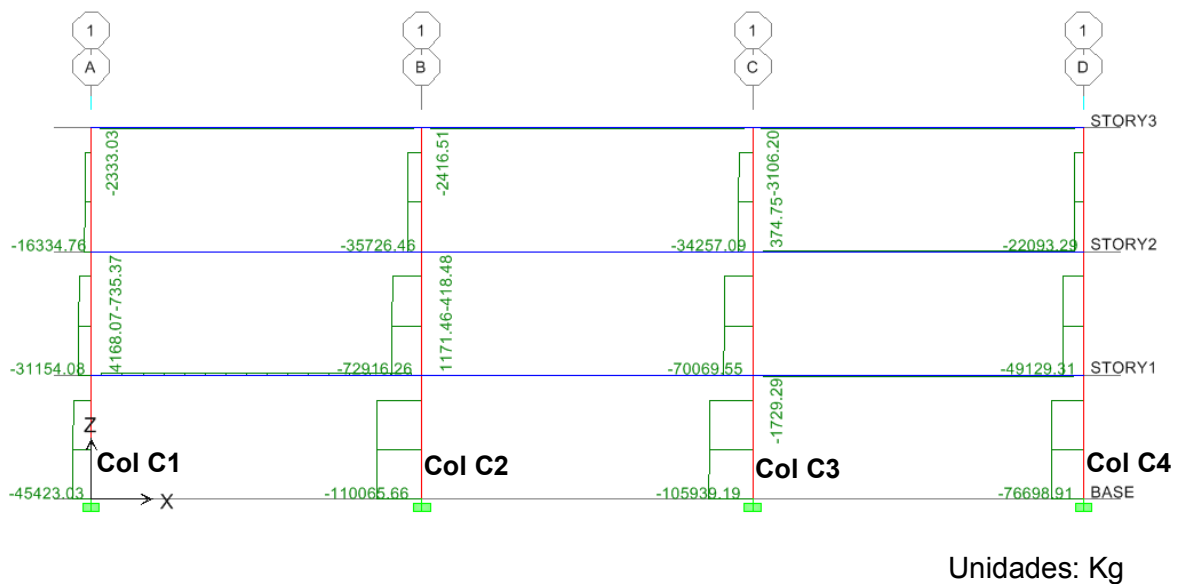 1 1 1 1
A B C D
STORY3
-2333.03 -2416.51 374.75-3106.20
-16334.76 -35726.46 -34257.09 -22093.29 STORY2
4168.07-735.37 1171.46-418.48
-31154.08 -72916.26 -70069.55 -49129.31 STORY1
-1729.29
Z
Col C1 Col C2 Col C3 Col C4
-45423.03 X -110065.66 -105939.19 -76698.91 BASE
Unidades: Kg